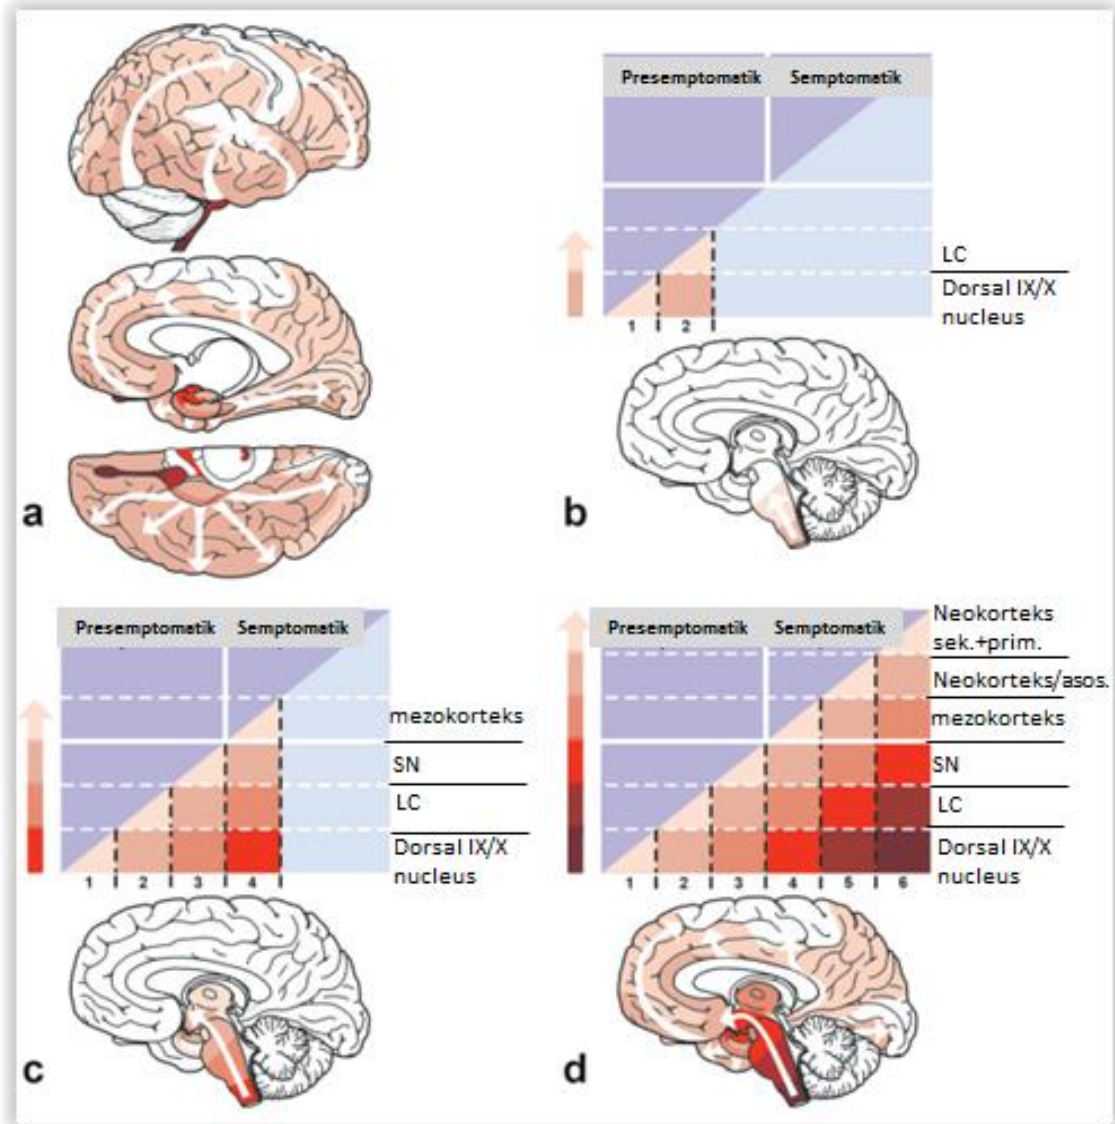 a
Presemptomatik Semptomatik
LC
Dorsal IX/X
nucleus
1 2
b
Presemptomatik Semptomatik
mezokorteks
SN
LC
Dorsal IX/X
nucleus
1 2 3 4
c
Presemptomatik Semptomatik
Neokorteks
sek.+prim.
Neokorteks/asos.
mezokorteks
SN
LC
Dorsal IX/X
nucleus
1 2 3 4 5 6
d